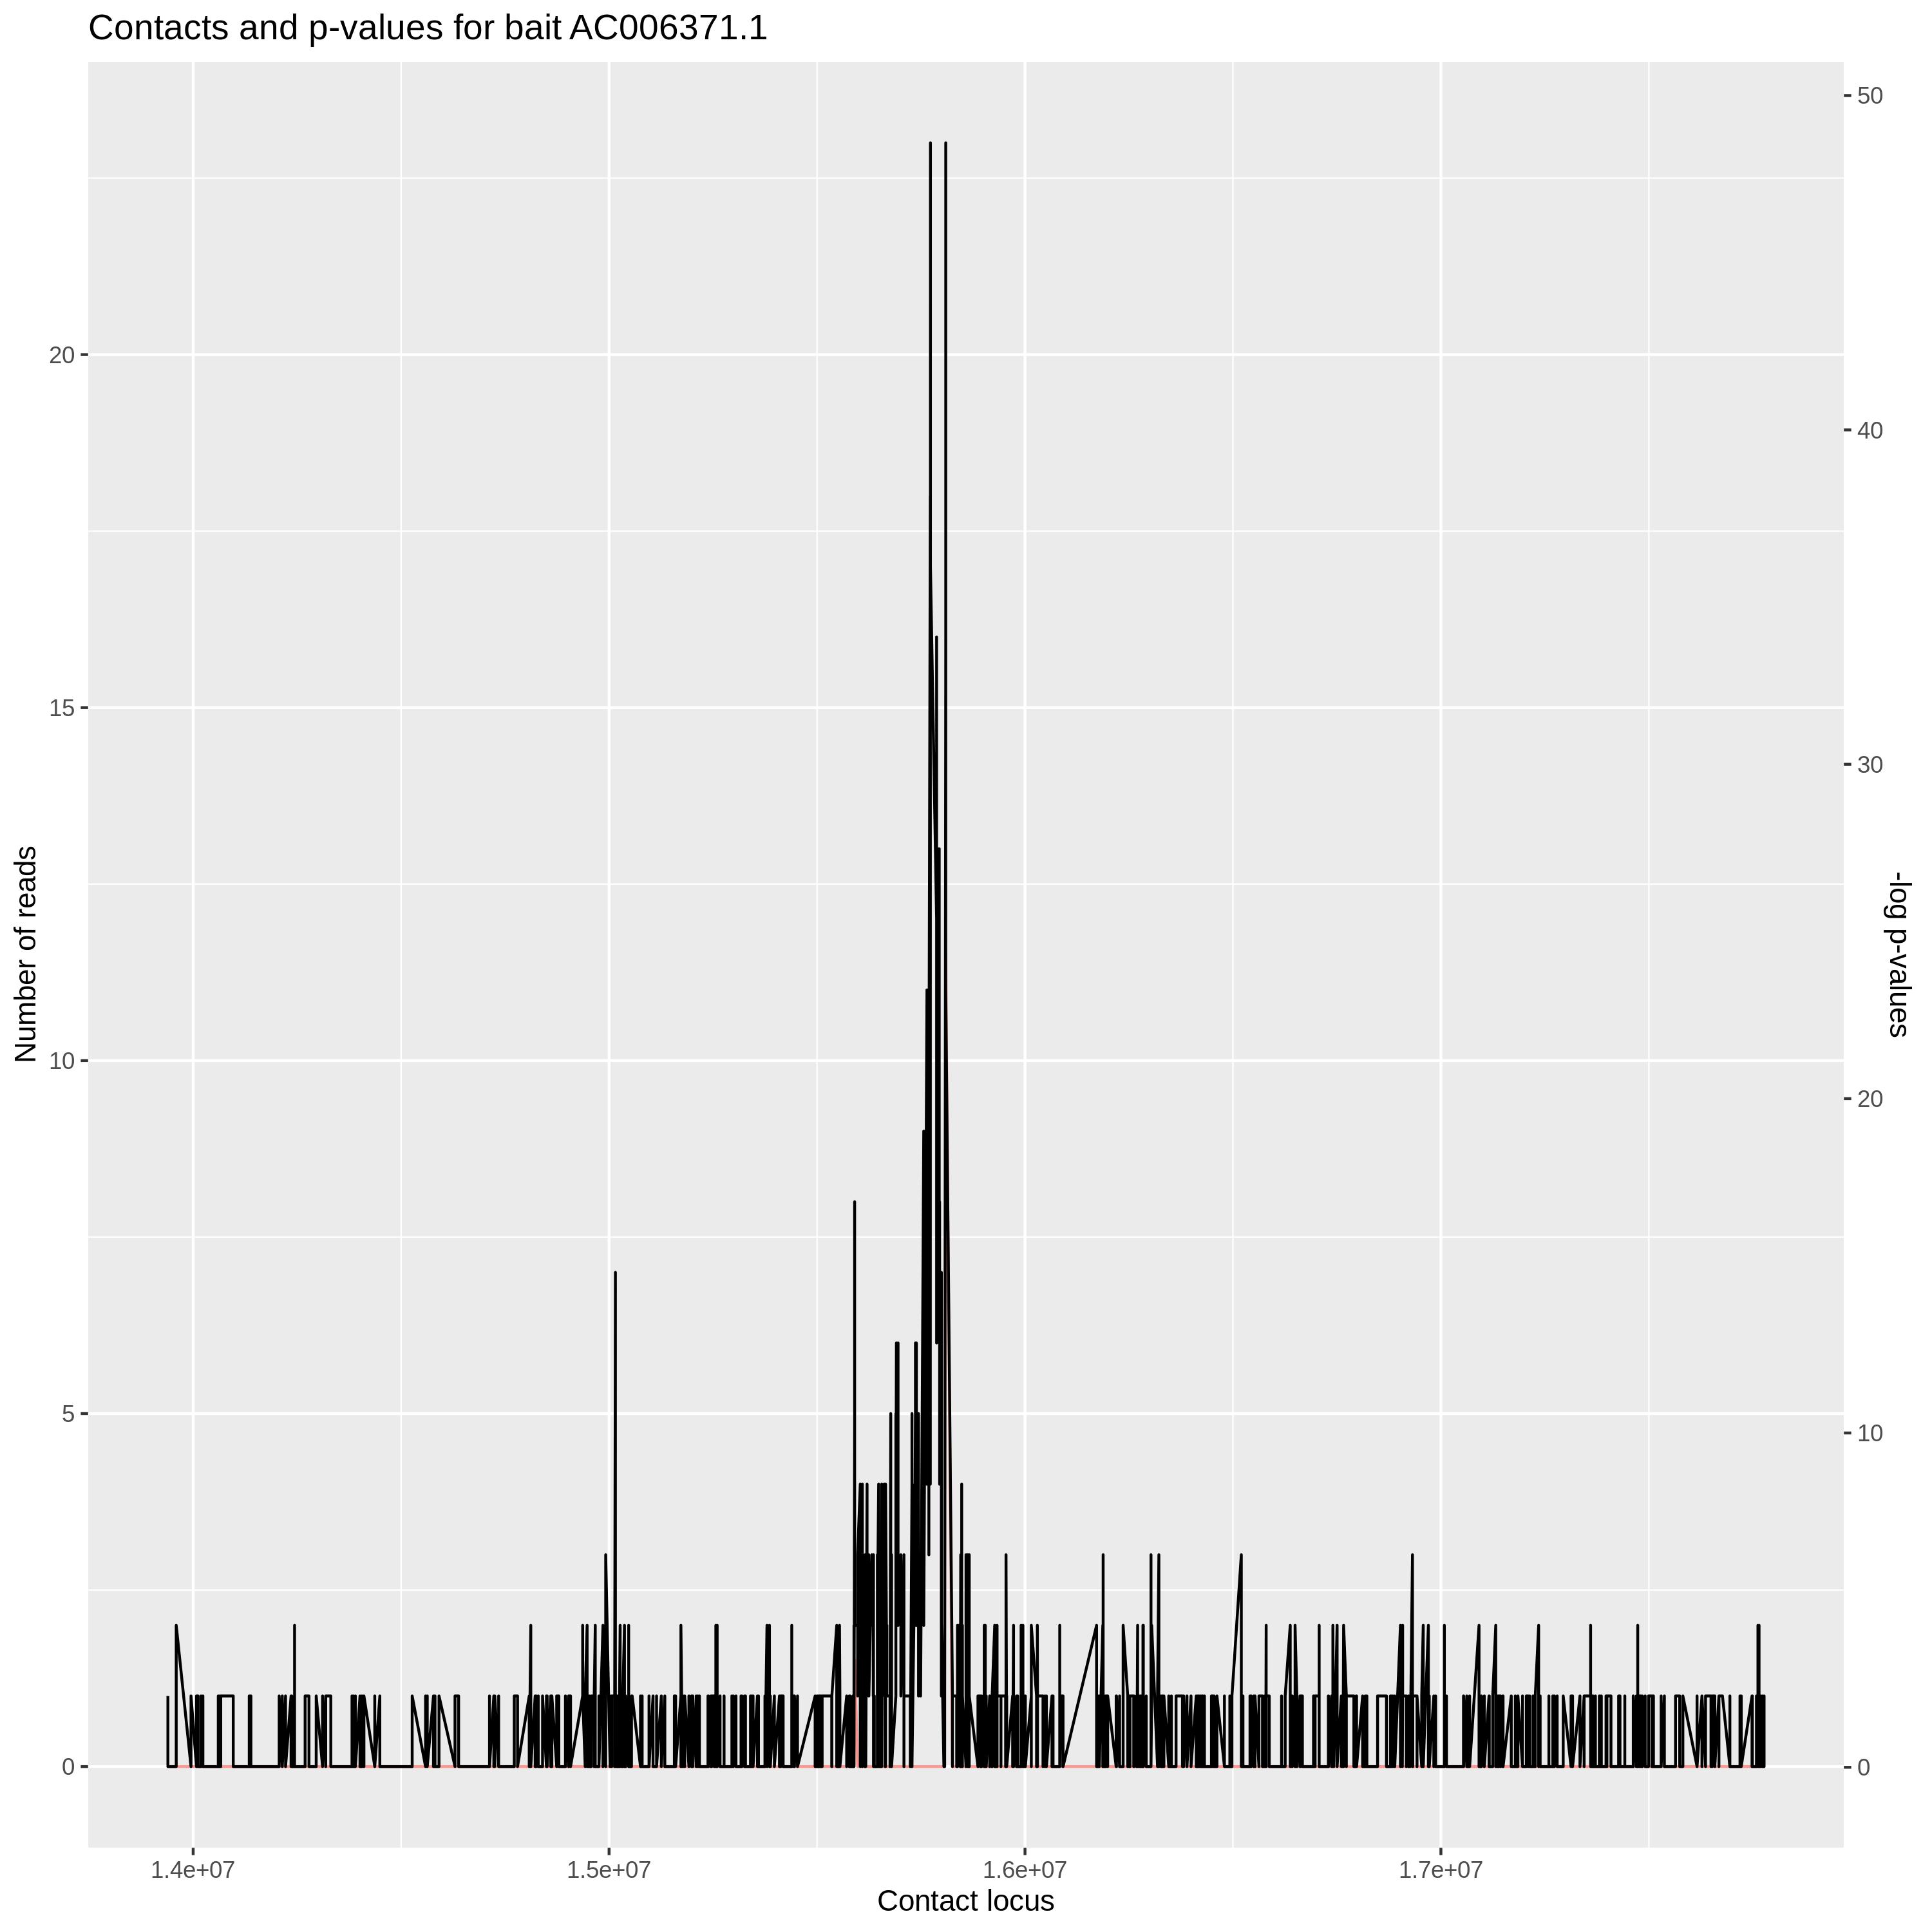 Contacts and p-values for bait AC006371.1
Number of reads
20
15
10
5
0
50
40
30
20
10
0
-log p-values
1.4e+07 1.5e+07 1.6e+07 1.7e+07
Contact locus